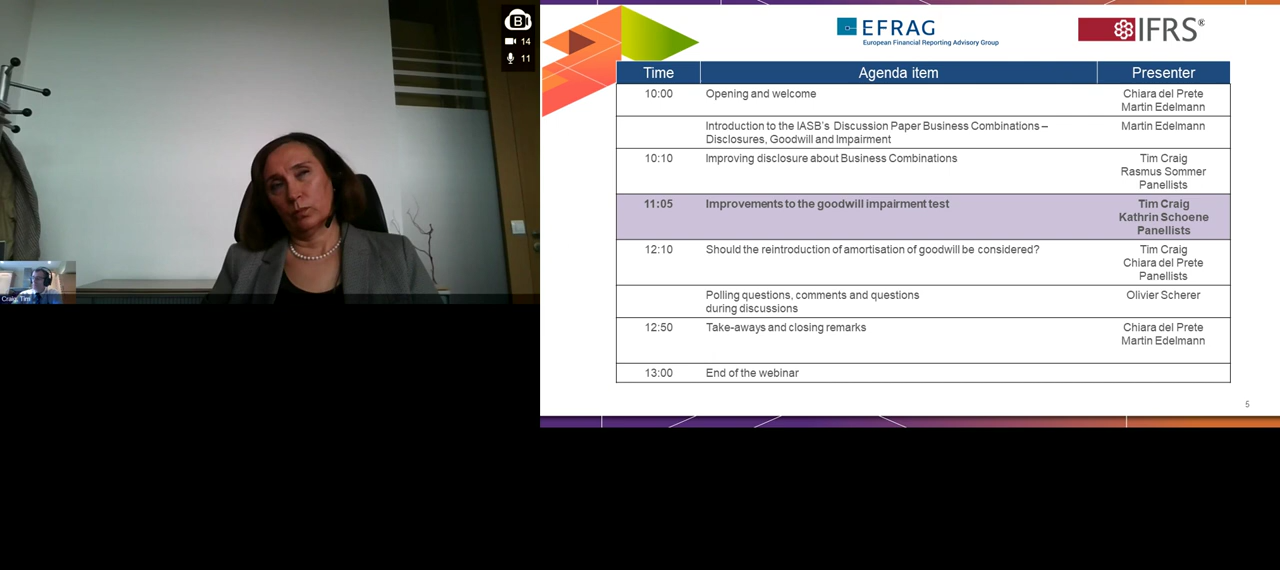 B
14
11
Craig, Tim
EFRAG
European Financial Reporting Advisory Group
IFRS®
Time Agenda item Presenter
10:00 Opening and welcome Chiara del Prete
Martin Edelmann
Introduction to the IASB's Discussion Paper Business Combinations – Martin Edelmann
Disclosures, Goodwill and Impairment
10:10 Improving disclosure about Business Combinations Tim Craig
Rasmus Sommer
Panellists
11:05 Improvements to the goodwill impairment test Tim Craig
Kathrin Schoene
Panellists
12:10 Should the reintroduction of amortisation of goodwill be considered? Tim Craig
Chiara del Prete
Panellists
Polling questions, comments and questions Olivier Scherer
during discussions
12:50 Take-aways and closing remarks Chiara del Prete
Martin Edelmann
13:00 End of the webinar
5